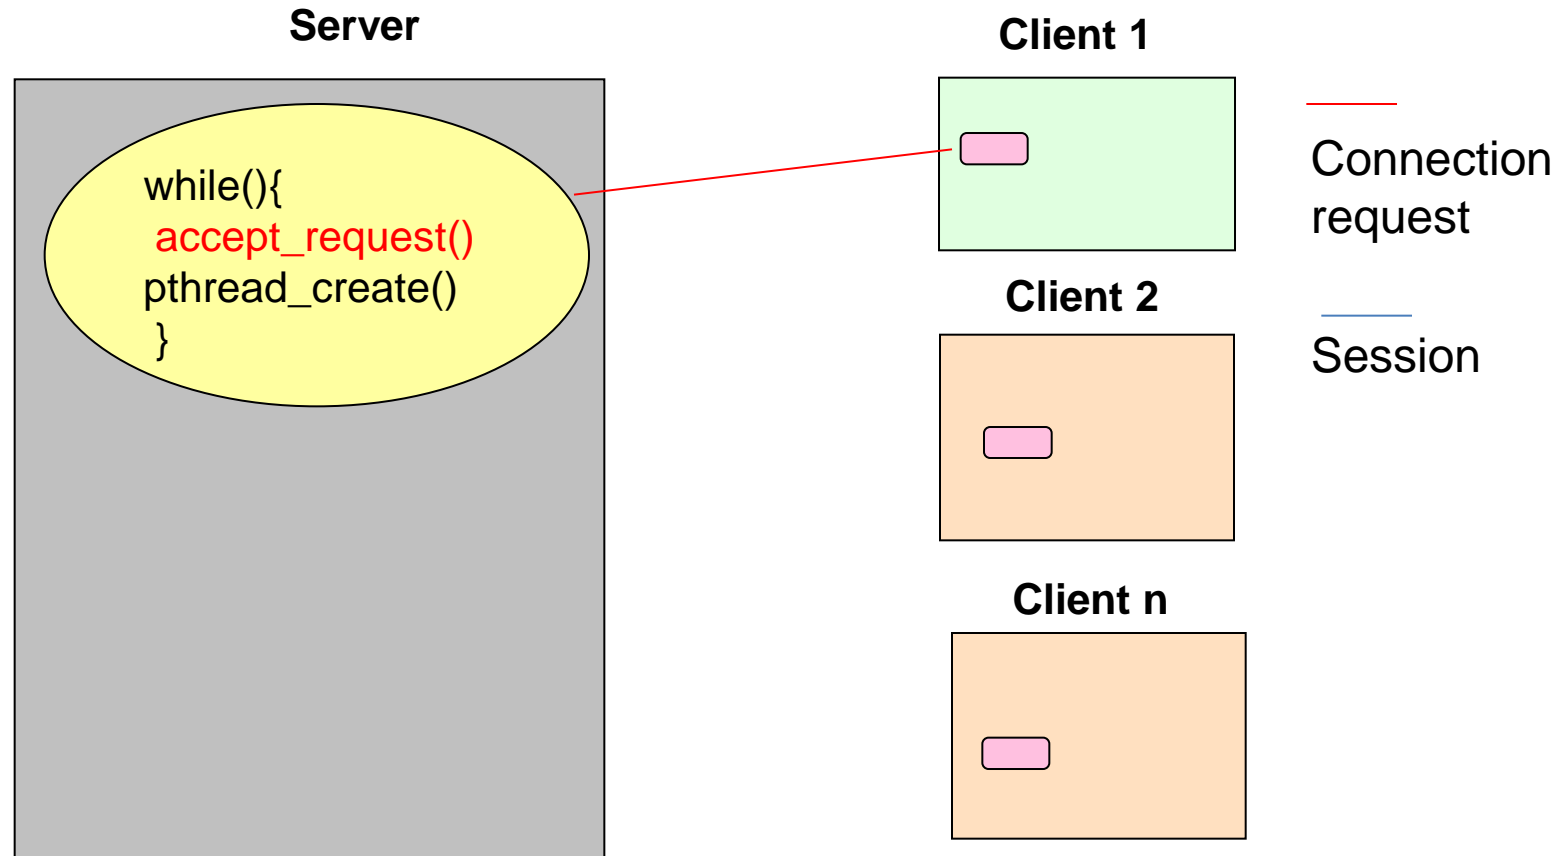 Server
while(){
accept_request()
pthread_create()
}
Client 1
Client 2
Client n
Connection
request
Session